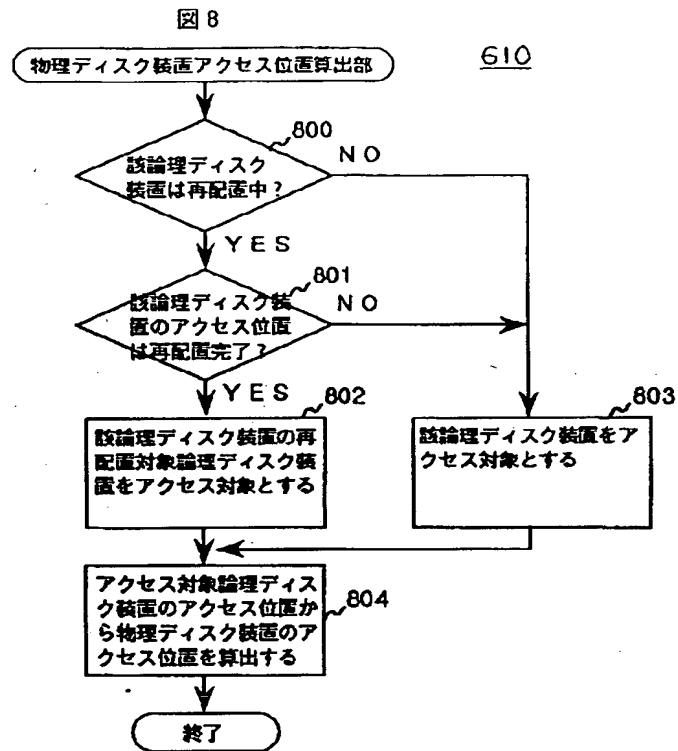 図8
物理ディスク装置アクセス位置算出部
610
800
該論理ディスク
装置は再配置中?
NO
YES
801
該論理ディスク装
置のアクセス位置
は再配置完了?
NO
YES
802
該論理ディスク装置の再
配置対象論理ディスク装
置をアクセス対象とする
803
該論理ディスク装置をア
クセス対象とする
アクセス対象論理ディス
ク装置のアクセス位置か
ら物理ディスク装置のア
クセス位置を算出する
804
終了